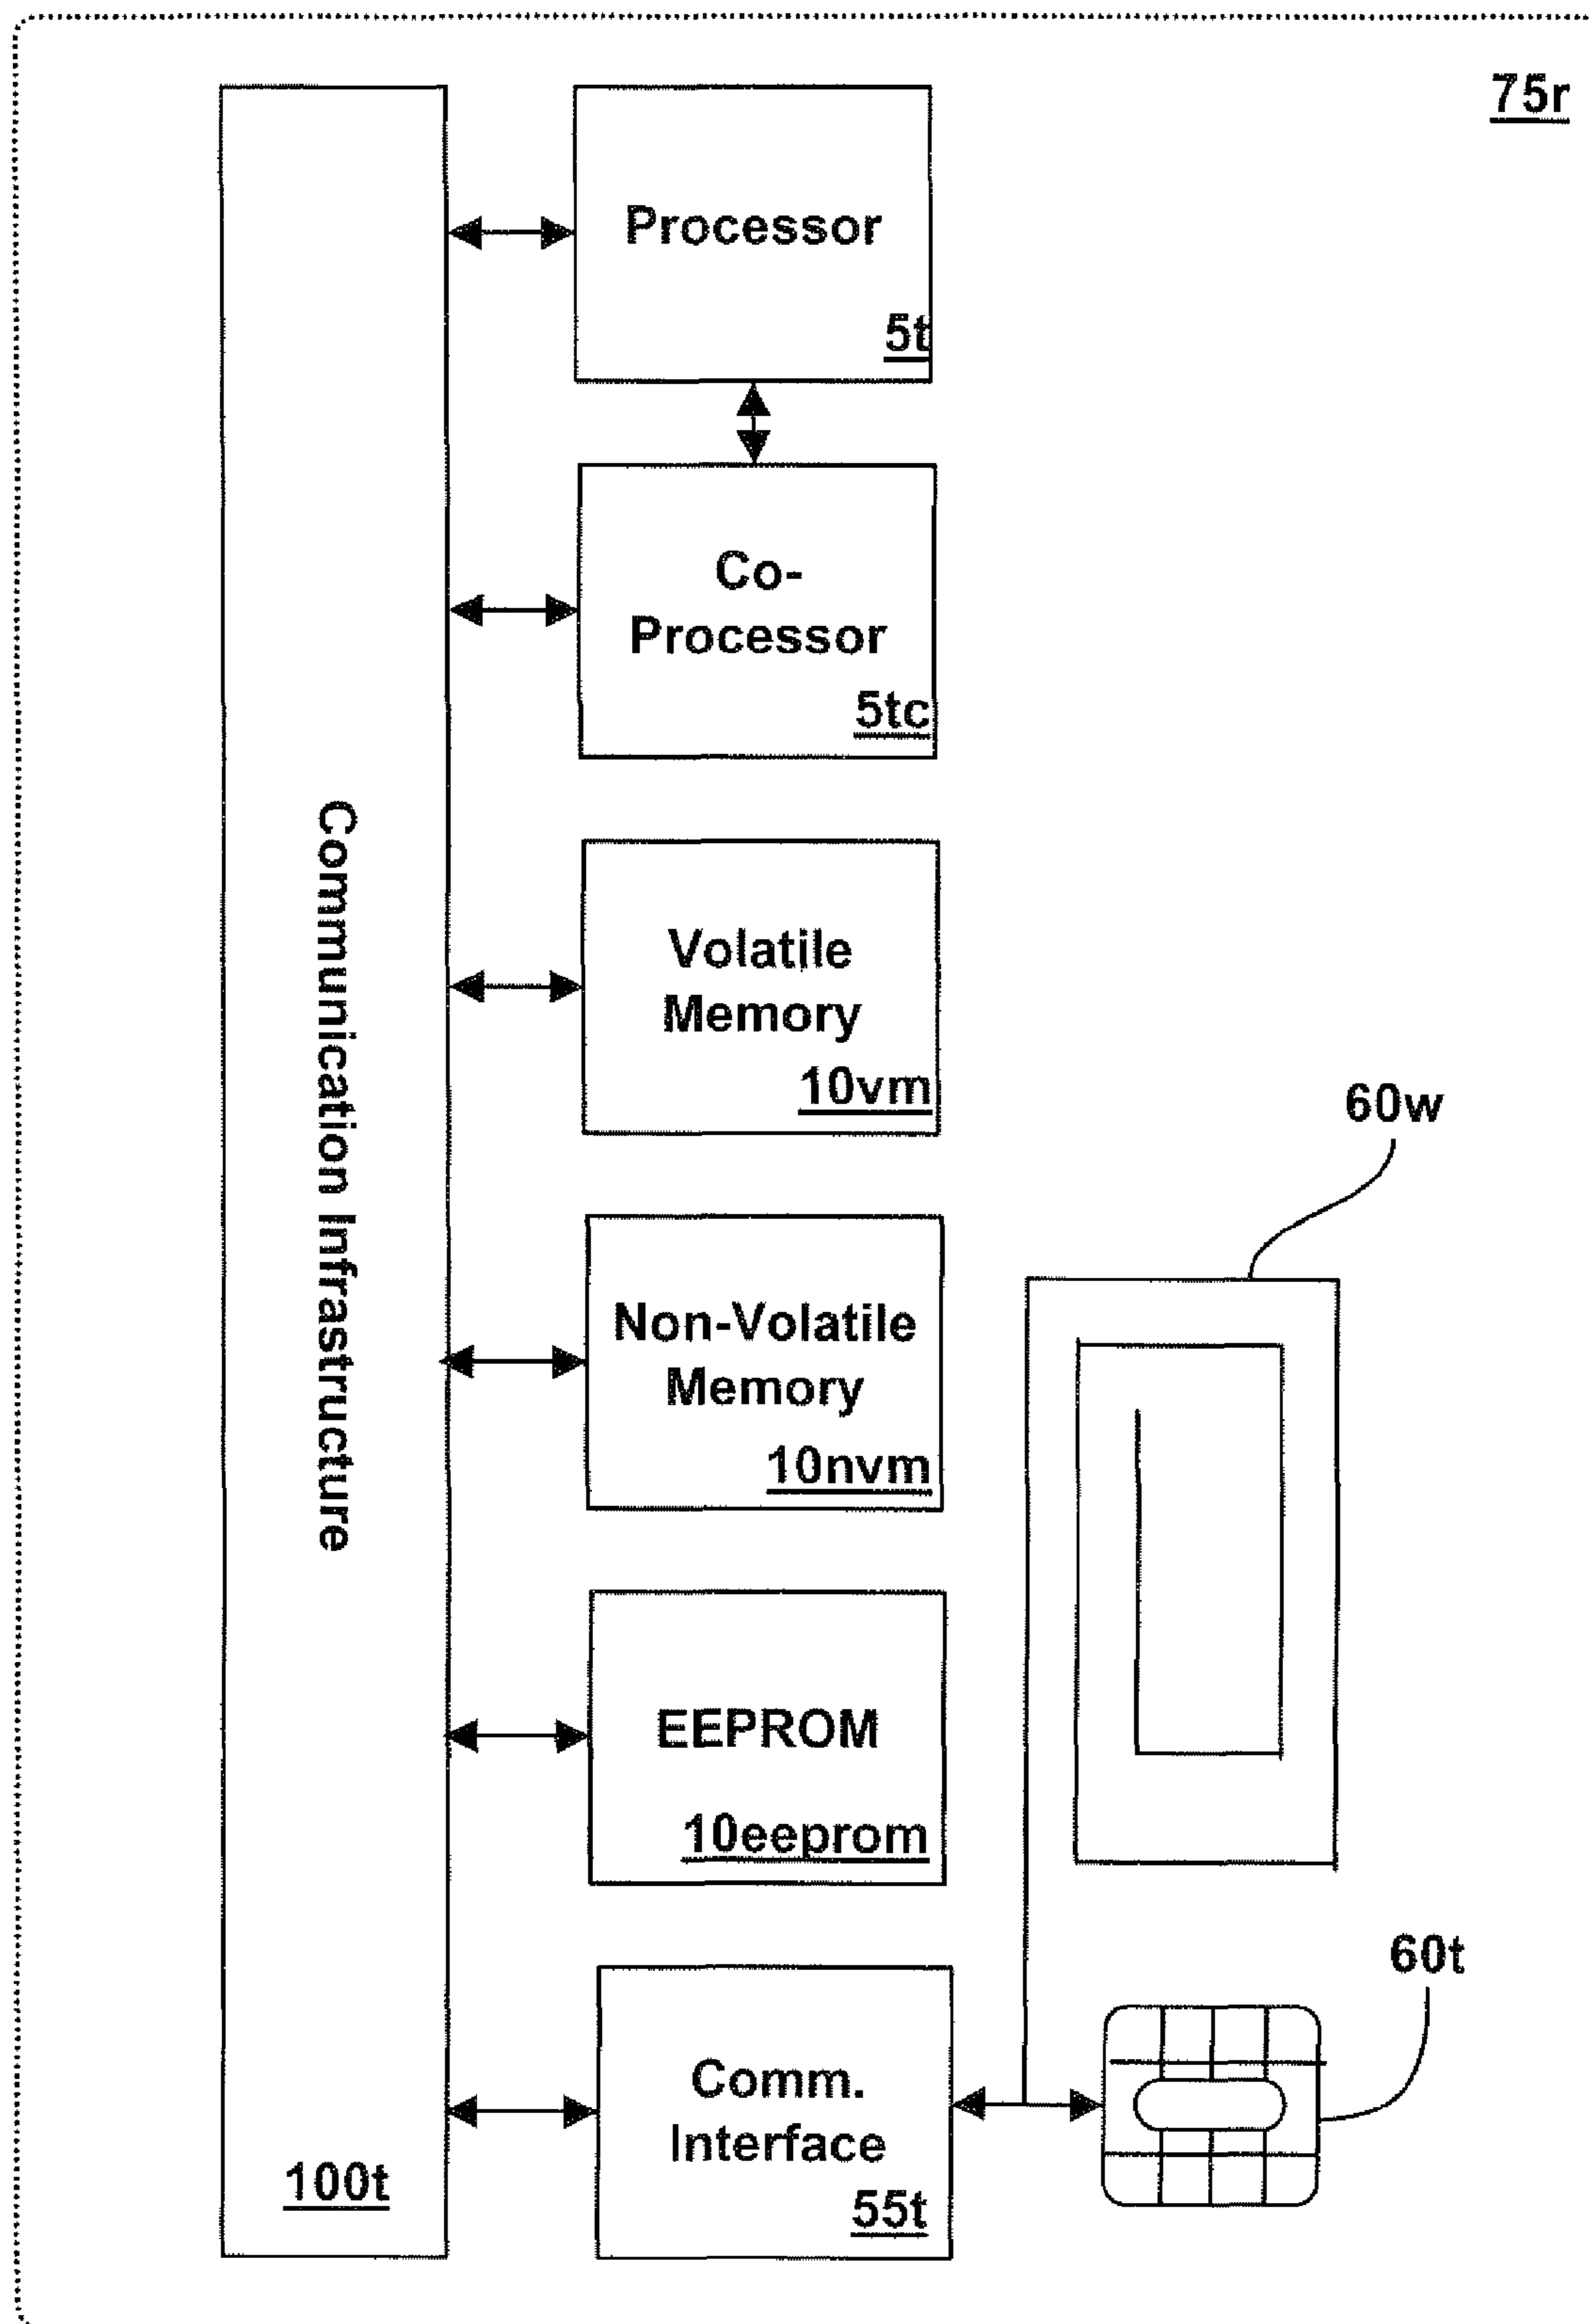 75r
Processor
5t
Co-
Processor
5tc
Volatile
Memory
10vm
60w
Non-Volatile
Memory
10nvm
Communication Infrastructure
EEPROM
10eeprom
60t
Comm.
Interface
55t
100t